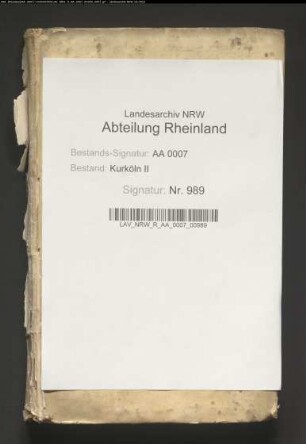 Landesarchiv NRW
Abteilung Rheinland
Bestands-Signatur: AA 0007
Bestand: Kurköln II
Signatur: Nr. 989
LAV_NRW_R_AA_0007_00989